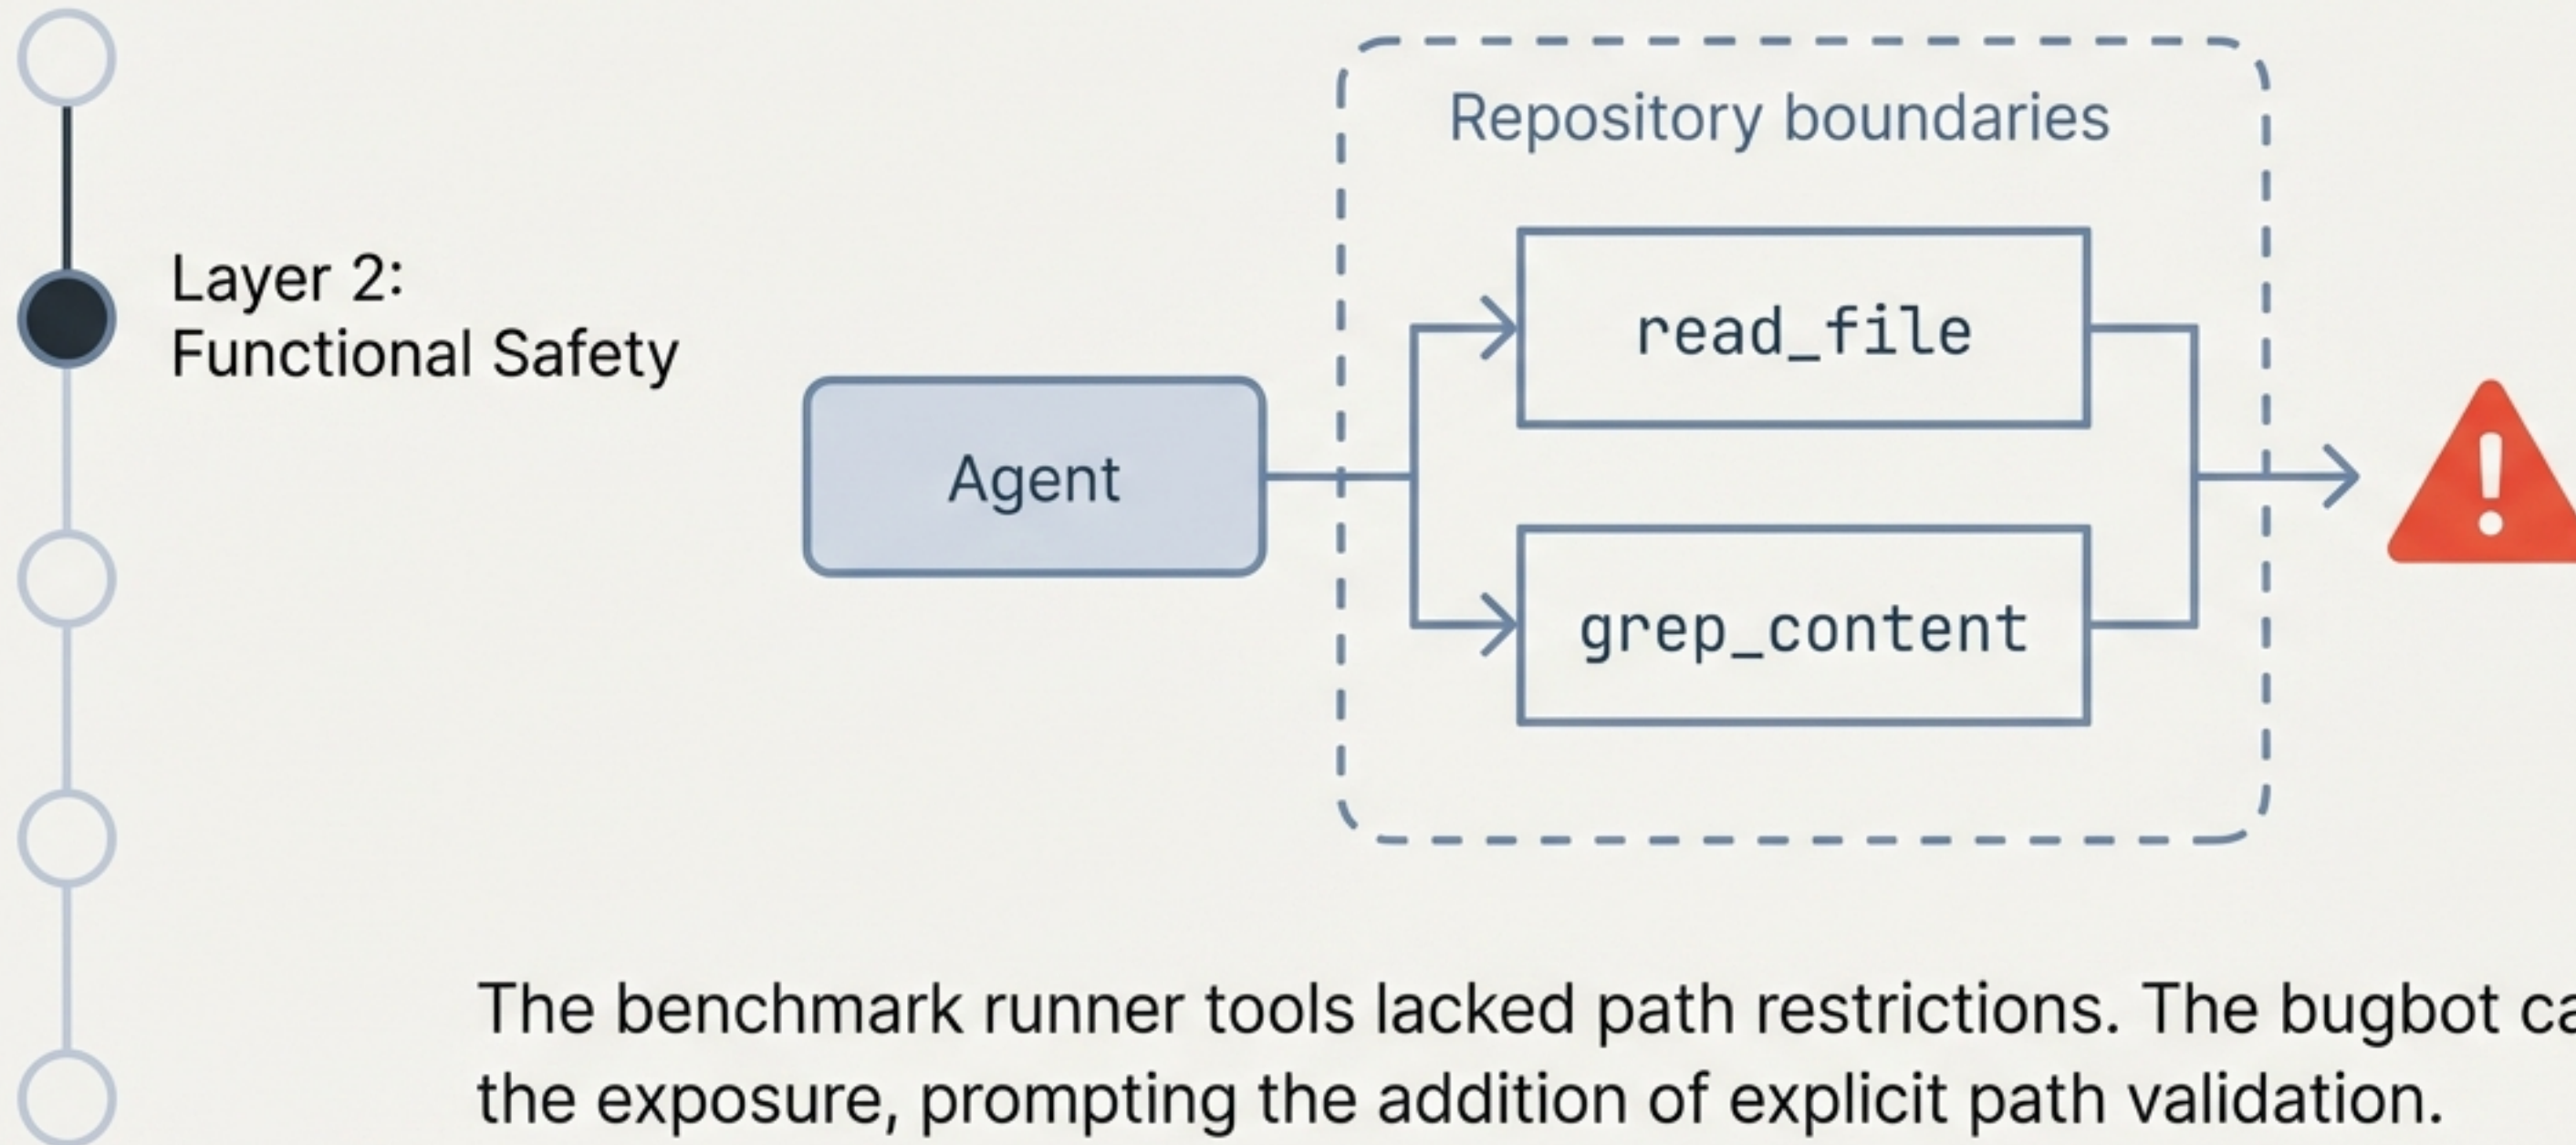 Repository boundaries
Layer 2:
Functional Safety
read_file
Agent
grep_content
The benchmark runner tools lacked path restrictions. The bugbot
the exposure, prompting the addition of explicit path validation.